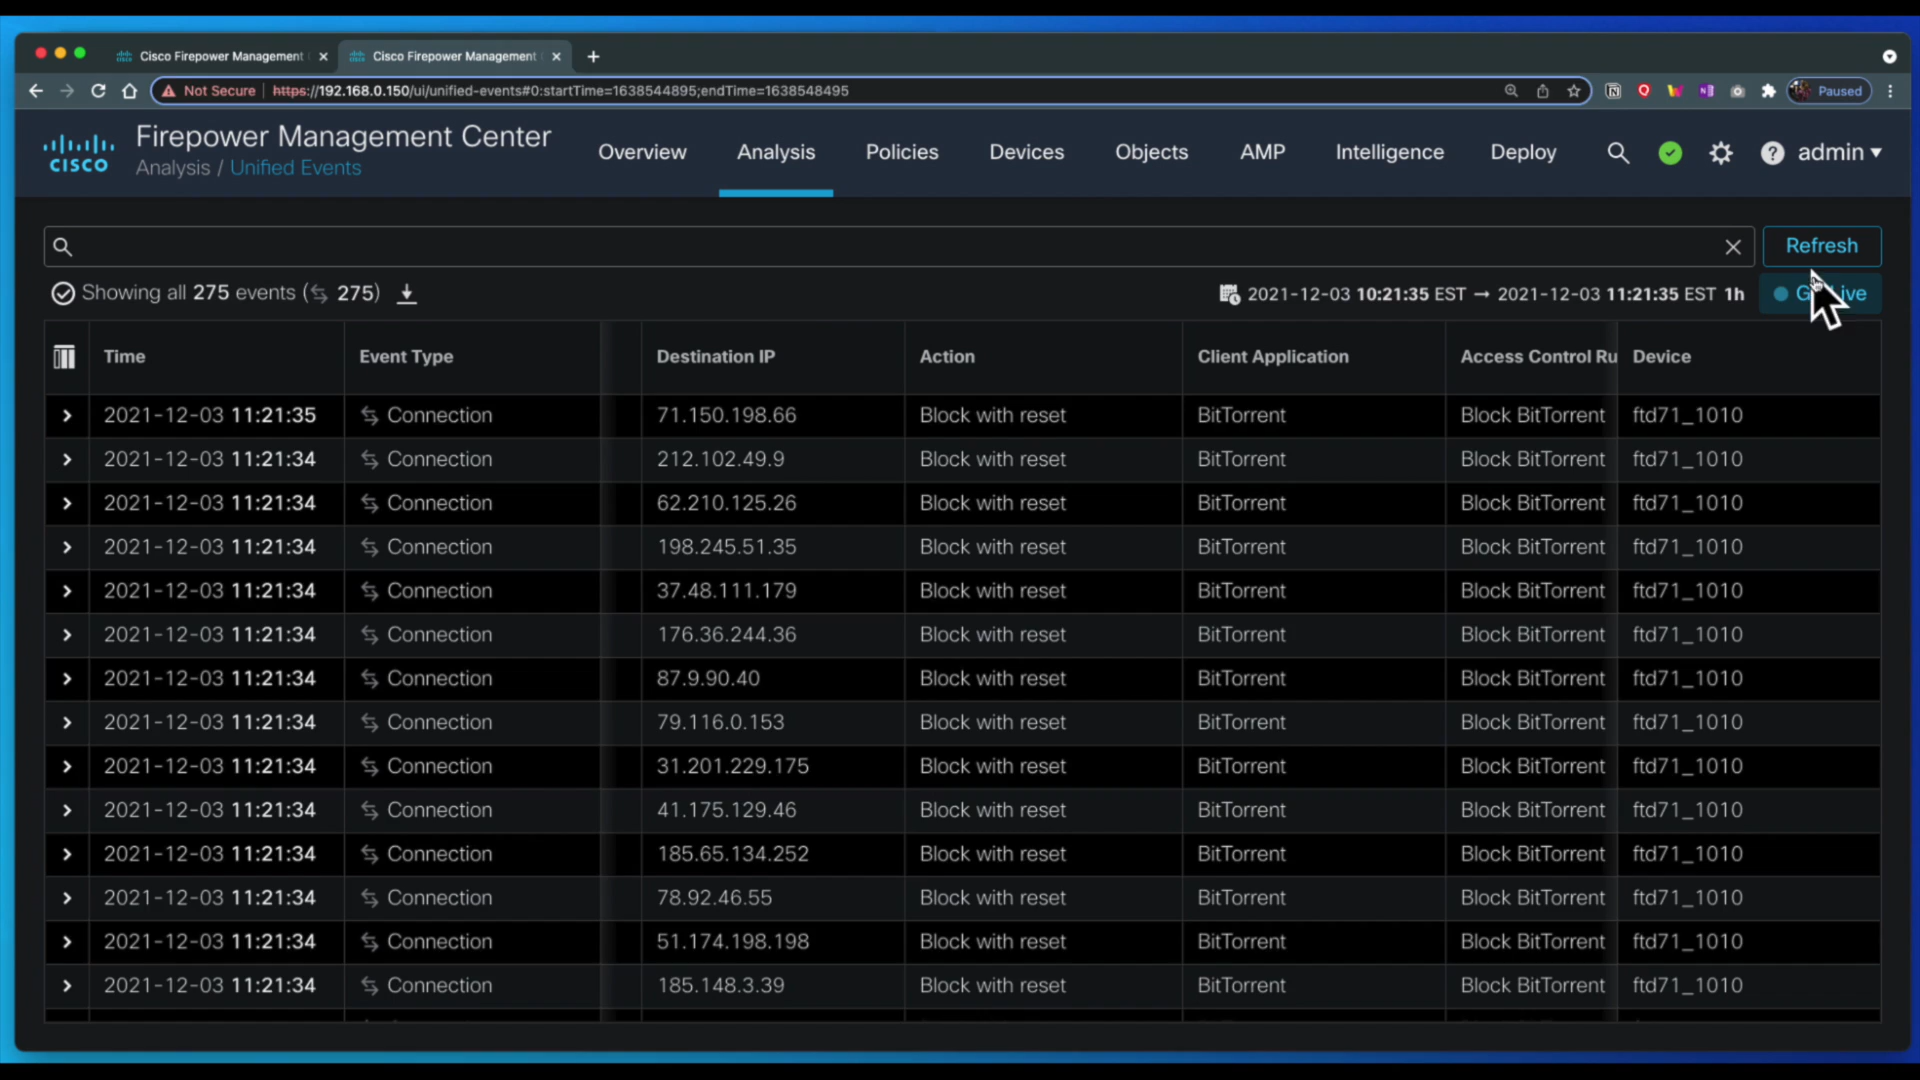 Cisco Firepower Management
Cisco Firepower Management
Not Secure https://192.168.0.150/ui/unified-events#0:startTime=1638544895;endTime=1638548495 Paused
CISCO
Firepower Management Center
Analysis / Unified Events
Overview Analysis Policies Devices Objects AMP Intelligence Deploy admin
Refresh
Showing all 275 events (275) 2021-12-03 10:21:35 EST → 2021-12-03 11:21:35 EST 1h
Time Event Type Destination IP Action Client Application Access Control Ru Device
2021-12-03 11:21:35 Connection 71.150.198.66 Block with reset BitTorrent Block BitTorrent ftd71_1010
2021-12-03 11:21:34 Connection 212.102.49.9 Block with reset BitTorrent Block BitTorrent ftd71_1010
2021-12-03 11:21:34 Connection 62.210.125.26 Block with reset BitTorrent Block BitTorrent ftd71_1010
2021-12-03 11:21:34 Connection 198.245.51.35 Block with reset BitTorrent Block BitTorrent ftd71_1010
2021-12-03 11:21:34 Connection 37.48.111.179 Block with reset BitTorrent Block BitTorrent ftd71_1010
2021-12-03 11:21:34 Connection 176.36.244.36 Block with reset BitTorrent Block BitTorrent ftd71_1010
2021-12-03 11:21:34 Connection 87.9.90.40 Block with reset BitTorrent Block BitTorrent ftd71_1010
2021-12-03 11:21:34 Connection 79.116.0.153 Block with reset BitTorrent Block BitTorrent ftd71_1010
2021-12-03 11:21:34 Connection 31.201.229.175 Block with reset BitTorrent Block BitTorrent ftd71_1010
2021-12-03 11:21:34 Connection 41.175.129.46 Block with reset BitTorrent Block BitTorrent ftd71_1010
2021-12-03 11:21:34 Connection 185.65.134.252 Block with reset BitTorrent Block BitTorrent ftd71_1010
2021-12-03 11:21:34 Connection 78.92.46.55 Block with reset BitTorrent Block BitTorrent ftd71_1010
2021-12-03 11:21:34 Connection 51.174.198.198 Block with reset BitTorrent Block BitTorrent ftd71_1010
2021-12-03 11:21:34 Connection 185.148.3.39 Block with reset BitTorrent Block BitTorrent ftd71_1010